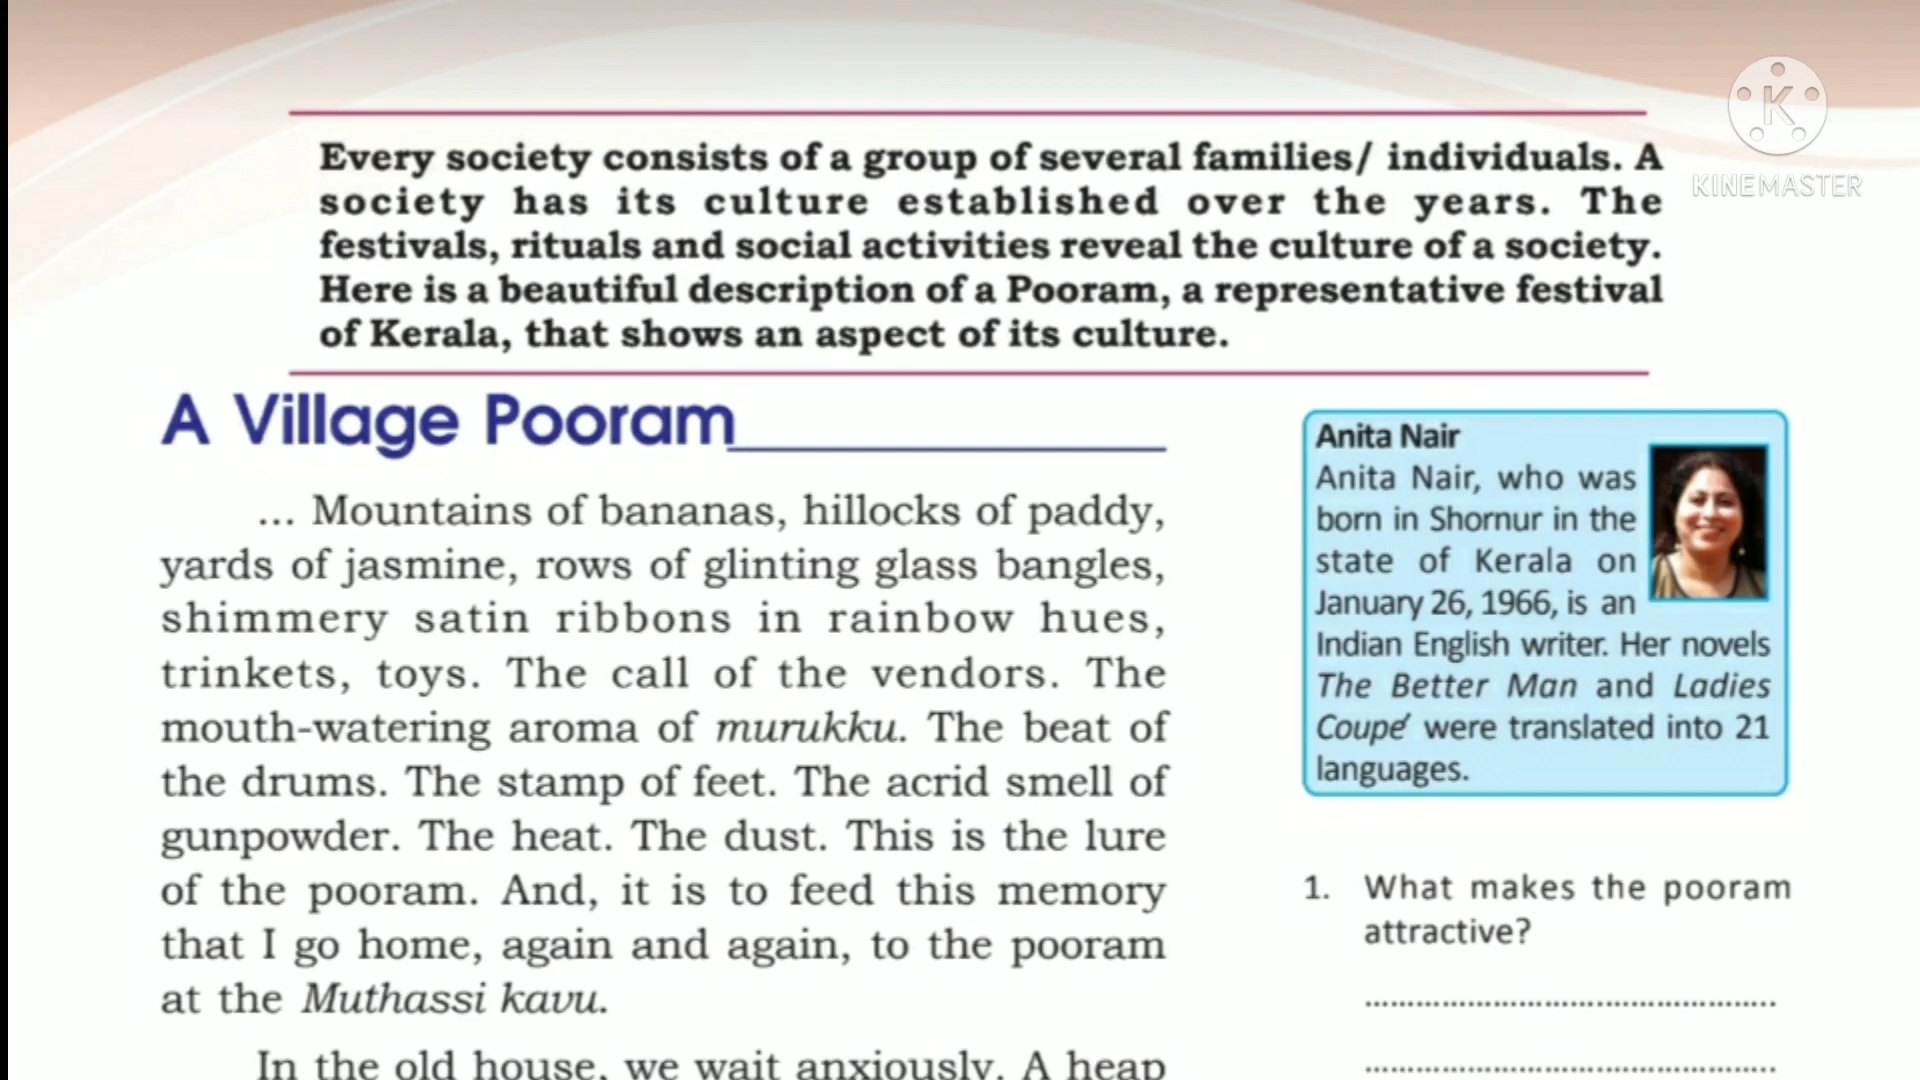 K
KINEMASTER
Every society consists of a group of several families/ individuals. A
society has its culture established over the years. The
festivals, rituals and social activities reveal the culture of a society.
Here is a beautiful description of a Pooram, a representative festival
of Kerala, that shows an aspect of its culture.
A Village Pooram
... Mountains of bananas, hillocks of paddy,
yards of jasmine, rows of glinting glass bangles,
shimmery satin ribbons in rainbow hues,
trinkets, toys. The call of the vendors. The
mouth-watering aroma of murukku. The beat of
the drums. The stamp of feet. The acrid smell of
gunpowder. The heat. The dust. This is the lure
of the pooram. And, it is to feed this memory
that I go home, again and again, to the pooram
at the Muthassi kavu.
In the old house, we wait anxiously. A heap
Anita Nair
Anita Nair, who was
born in Shornur in the
state of Kerala on
January 26, 1966, is an
Indian English writer. Her novels
The Better Man and Ladies
Coupé were translated into 21
languages.
1. What makes the pooram
attractive?